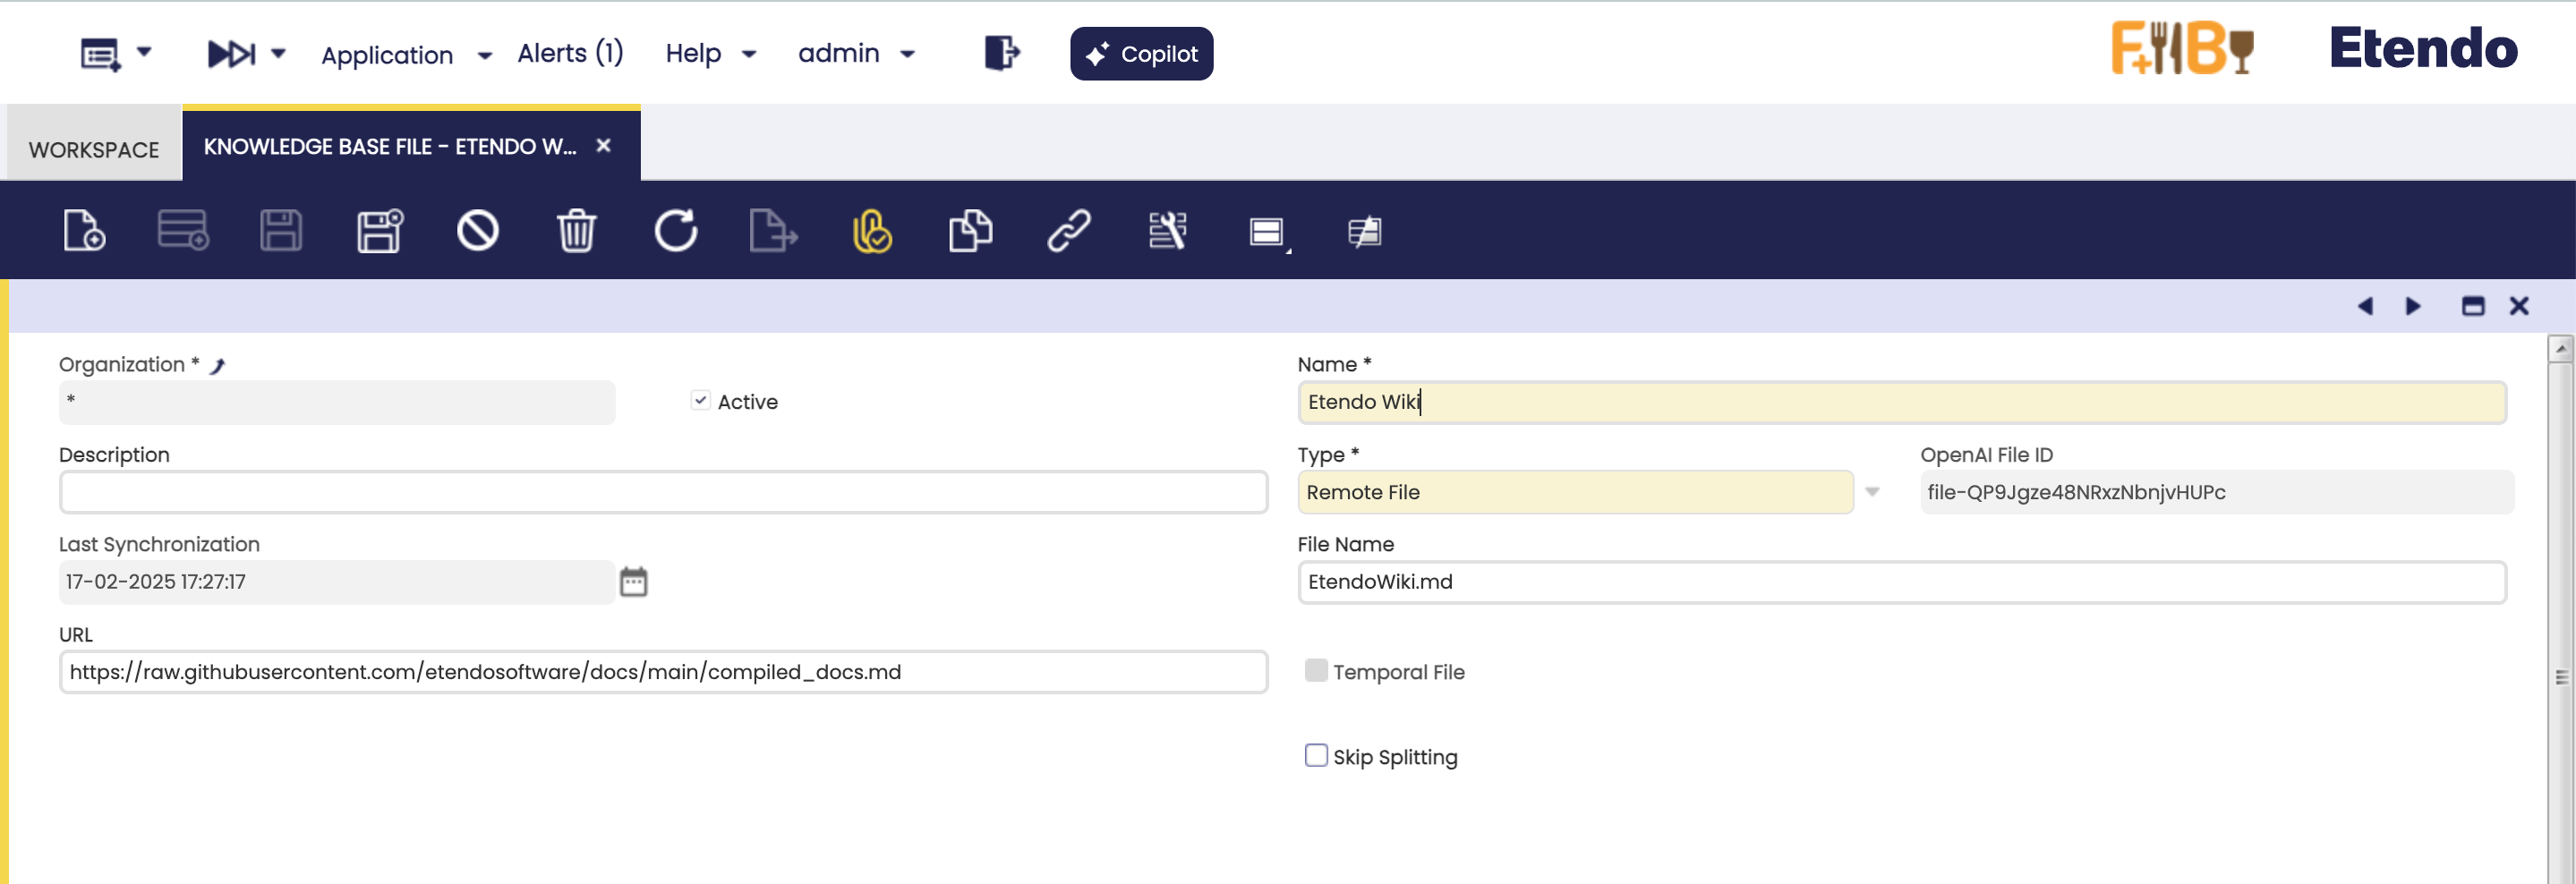 Application
Alerts (1)
Help
admin
Copilot
F+B
Etendo
WORKSPACE
KNOWLEDGE BASE FILE - ETENDO W...
Organization *
*
Active
Name *
Etendo Wiki
Description
Type *
Remote File
OpenAI File ID
file-QP9Jgze48NRxzNbnjvHUPc
Last Synchronization
17-02-2025 17:27:17
File Name
EtendoWiki.md
URL
https://raw.githubusercontent.com/etendosoftware/docs/main/compiled_docs.md
Temporal File
Skip Splitting